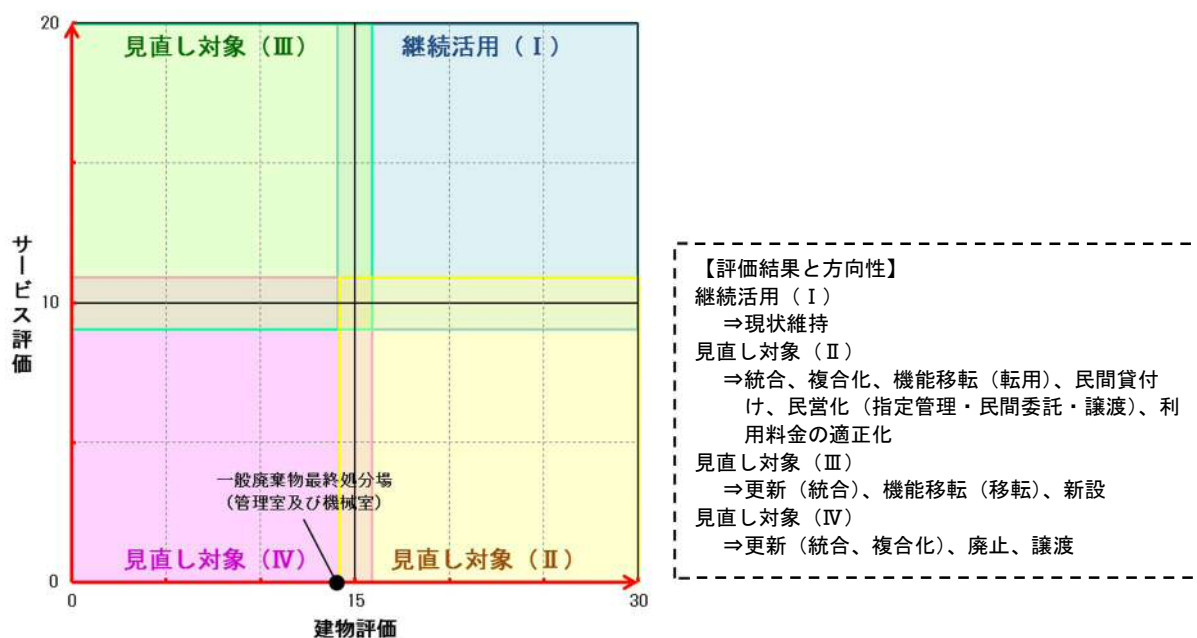 20
見直し対象（Ⅲ）
継続活用（Ⅰ）
サービス評価
10
一般廃棄物最終処分場
（管理室及び機械室）
見直し対象（Ⅳ）
見直し対象（Ⅱ）
0
0
15
30
建物評価
【評価結果と方向性】
継続活用（Ⅰ）
⇒現状維持
見直し対象（Ⅱ）
⇒統合、複合化、機能移転（転用）、民間貸付
け、民営化（指定管理・民間委託・譲渡）、利
用料金の適正化
見直し対象（Ⅲ）
⇒更新（統合）、機能移転（移転）、新設
見直し対象（Ⅳ）
⇒更新（統合、複合化）、廃止、譲渡